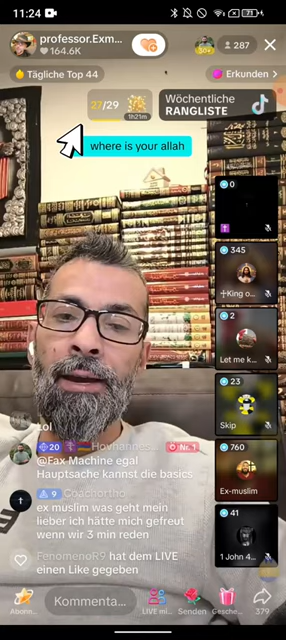 11:24
71
professor.Exm...
164.6K
30+
287
Tägliche Top 44
Erkunden >
27/29
1h21m
Wöchentliche
RANGLISTE
where is your allah
0
345
King o...
2
Let me k...
23
Skip
760
Ex-muslim
41
1 John 4...
Lol
20 Hovhannes... Nr. 1
@Fax Machine egal
Hauptsache kannst die basics
9 Coachortho
ex muslim was geht mein
lieber ich hätte mich gefreut
wenn wir 3 min reden
FenomenoR9 hat dem LIVE
einen Like gegeben
Kommenta...
Abonn...
LIVE mi...
Senden
Gesche...
379